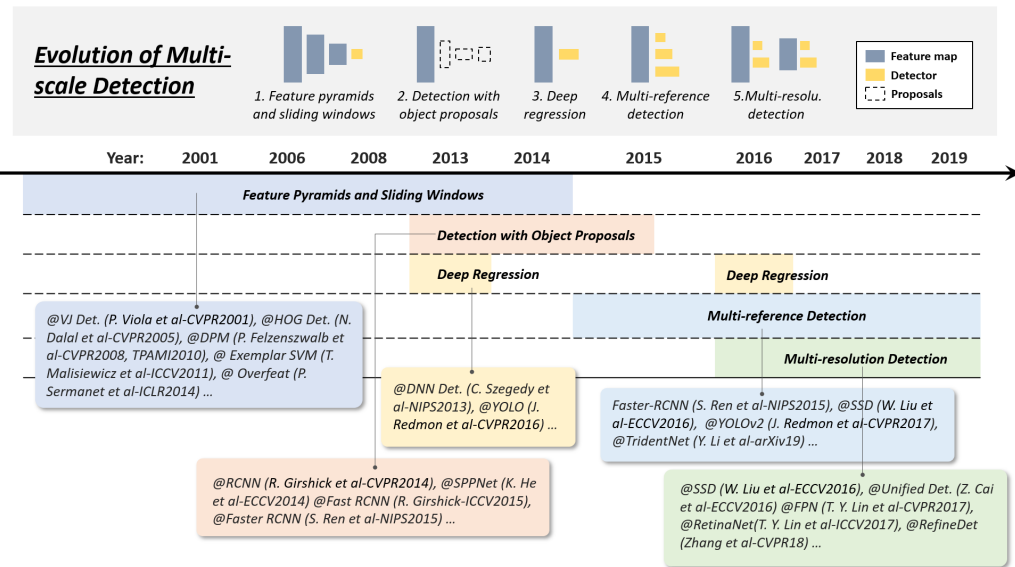 Evolution of Multi-
scale Detection
1. Feature pyramids
and sliding windows
2. Detection with
object proposals
3. Deep
regression
4. Multi-reference
detection
5.Multi-resolu.
detection
Feature map
Detector
Proposals
Year: 2001 2006 2008 2013 2014 2015 2016 2017 2018 2019
Feature Pyramids and Sliding Windows
Detection with Object Proposals
Deep Regression Deep Regression
Multi-reference Detection
Multi-resolution Detection
@VJ Det. (P. Viola et al-CVPR2001), @HOG Det. (N.
Dalal et al-CVPR2005), @DPM (P. Felzenszwalb et
al-CVPR2008, TPAMI2010), @ Exemplar SVM (T.
Malisiewicz et al-ICCV2011), @ Overfeat (P.
Sermanet et al-ICLR2014) ...
@DNN Det. (C. Szegedy et
al-NIPS2013), @YOLO (J.
Redmon et al-CVPR2016) ...
Faster-RCNN (S. Ren et al-NIPS2015), @SSD (W. Liu et
al-ECCV2016), @YOLOv2 (J. Redmon et al-CVPR2017),
@TridentNet (Y. Li et al-arXiv19) ...
@RCNN (R. Girshick et al-CVPR2014), @SPPNet (K. He
et al-ECCV2014) @Fast RCNN (R. Girshick-ICCV2015),
@Faster RCNN (S. Ren et al-NIPS2015) ...
@SSD (W. Liu et al-ECCV2016), @Unified Det. (Z. Cai
et al-ECCV2016) @FPN (T. Y. Lin et al-CVPR2017),
@RetinaNet(T. Y. Lin et al-ICCV2017), @RefineDet
(Zhang et al-CVPR18) ...